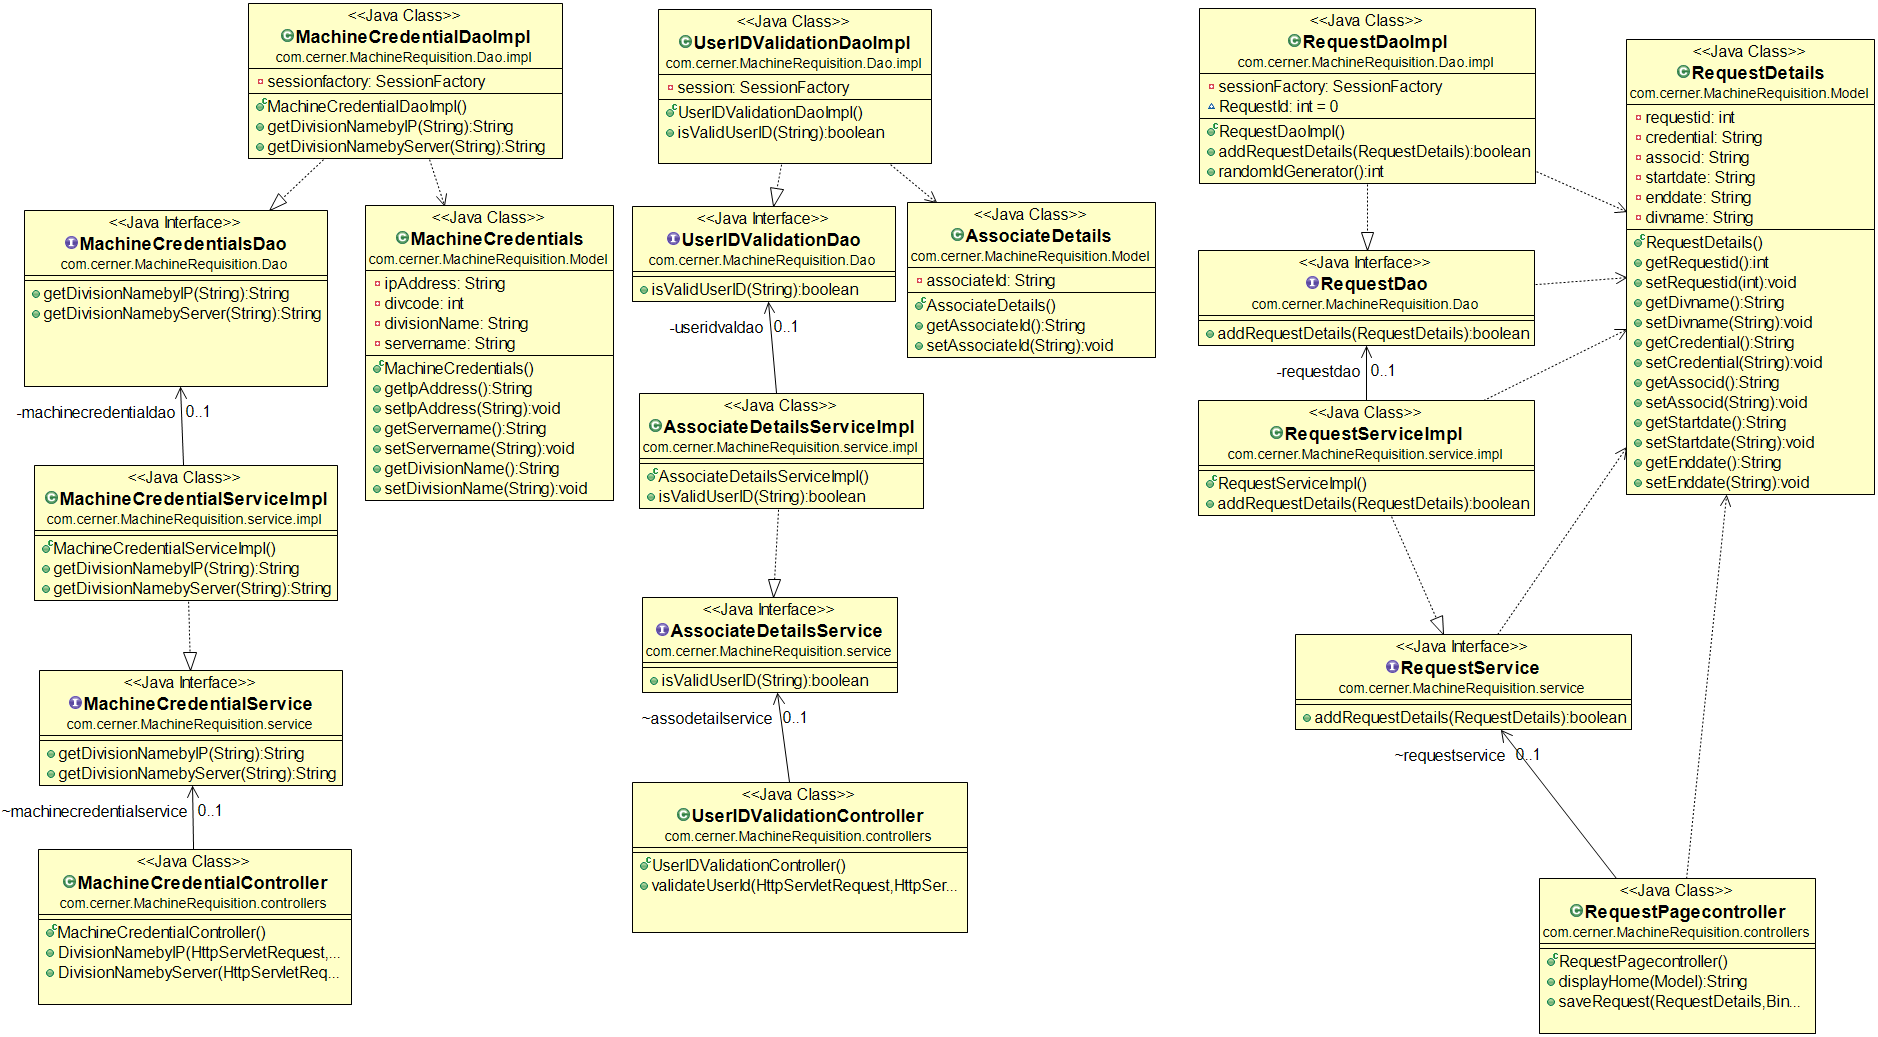 <<Java Class>>
MachineCredentialDaoImpl
com.cerner.MachineRequisition.Dao.impl
sessionfactory: SessionFactory
MachineCredentialDaoImpl()
getDivisionNamebyIP(String):String
getDivisionNamebyServer(String):String
<<Java Interface>>
MachineCredentialsDao
com.cerner.MachineRequisition.Dao
getDivisionNamebyIP(String):String
getDivisionNamebyServer(String):String
<<Java Class>>
MachineCredentials
com.cerner.MachineRequisition.Model
ipAddress: String
divcode: int
divisionName: String
servername: String
MachineCredentials()
getIpAddress():String
setIpAddress(String):void
getServername():String
setServername(String):void
getDivisionName():String
setDivisionName(String):void
-machinecredentialdao 0..1
<<Java Class>>
MachineCredentialServiceImpl
com.cerner.MachineRequisition.service.impl
MachineCredentialServiceImpl()
getDivisionNamebyIP(String):String
getDivisionNamebyServer(String):String
<<Java Interface>>
MachineCredentialService
com.cerner.MachineRequisition.service
getDivisionNamebyIP(String):String
getDivisionNamebyServer(String):String
~machinecredentialservice 0..1
<<Java Class>>
MachineCredentialController
com.cerner.MachineRequisition.controllers
MachineCredentialController()
DivisionNamebyIP(HttpServletRequest,...
DivisionNamebyServer(HttpServletReq...
<<Java Class>>
UserIDValidationDaoImpl
com.cerner.MachineRequisition.Dao.impl
session: SessionFactory
UserIDValidationDaoImpl()
isValidUserID(String):boolean
<<Java Interface>>
UserIDValidationDao
com.cerner.MachineRequisition.Dao
isValidUserID(String):boolean
<<Java Class>>
AssociateDetails
com.cerner.MachineRequisition.Model
associateId: String
AssociateDetails()
getAssociateId():String
setAssociateId(String):void
-useridvaldao 0..1
<<Java Class>>
AssociateDetailsServiceImpl
com.cerner.MachineRequisition.service.impl
AssociateDetailsServiceImpl()
isValidUserID(String):boolean
<<Java Interface>>
AssociateDetailsService
com.cerner.MachineRequisition.service
isValidUserID(String):boolean
~assodetailservice 0..1
<<Java Class>>
UserIDValidationController
com.cerner.MachineRequisition.controllers
UserIDValidationController()
validateUserId(HttpServletRequest,HttpSer...
<<Java Class>>
RequestDaoImpl
com.cerner.MachineRequisition.Dao.impl
sessionFactory: SessionFactory
RequestId: int = 0
RequestDaoImpl()
addRequestDetails(RequestDetails):boolean
randomIdGenerator():int
<<Java Class>>
RequestDetails
com.cerner.MachineRequisition.Model
requestid: int
credential: String
associd: String
startdate: String
enddate: String
divname: String
RequestDetails()
getRequestid():int
setRequestid(int):void
getDivname():String
setDivname(String):void
getCredential():String
setCredential(String):void
getAssocid():String
setAssocid(String):void
getStartdate():String
setStartdate(String):void
getEnddate():String
setEnddate(String):void
<<Java Interface>>
RequestDao
com.cerner.MachineRequisition.Dao
addRequestDetails(RequestDetails):boolean
-requestdao 0..1
<<Java Class>>
RequestServiceImpl
com.cerner.MachineRequisition.service.impl
RequestServiceImpl()
addRequestDetails(RequestDetails):boolean
<<Java Interface>>
RequestService
com.cerner.MachineRequisition.service
addRequestDetails(RequestDetails):boolean
~requestservice 0..1
<<Java Class>>
RequestPagecontroller
com.cerner.MachineRequisition.controllers
RequestPagecontroller()
displayHome(Model):String
saveRequest(RequestDetails,Bin...